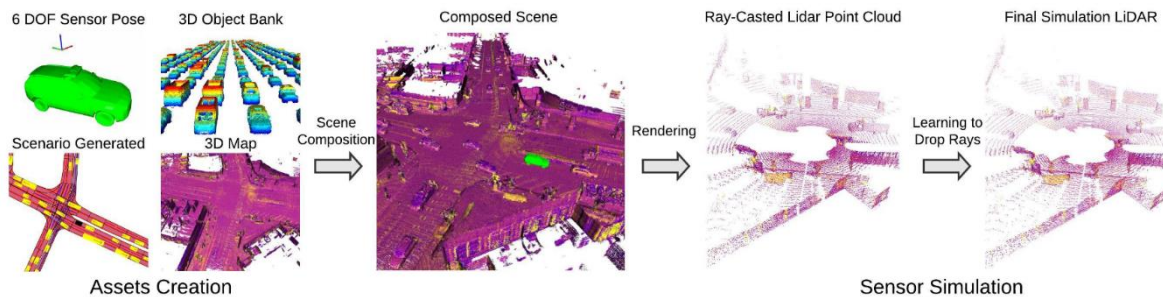 6 DOF Sensor Pose
3D Object Bank
Composed Scene
Ray-Casted Lidar Point Cloud
Final Simulation LiDAR
Scenario Generated
3D Map
Scene
Composition
Rendering
Learning to
Drop Rays
Assets Creation
Sensor Simulation